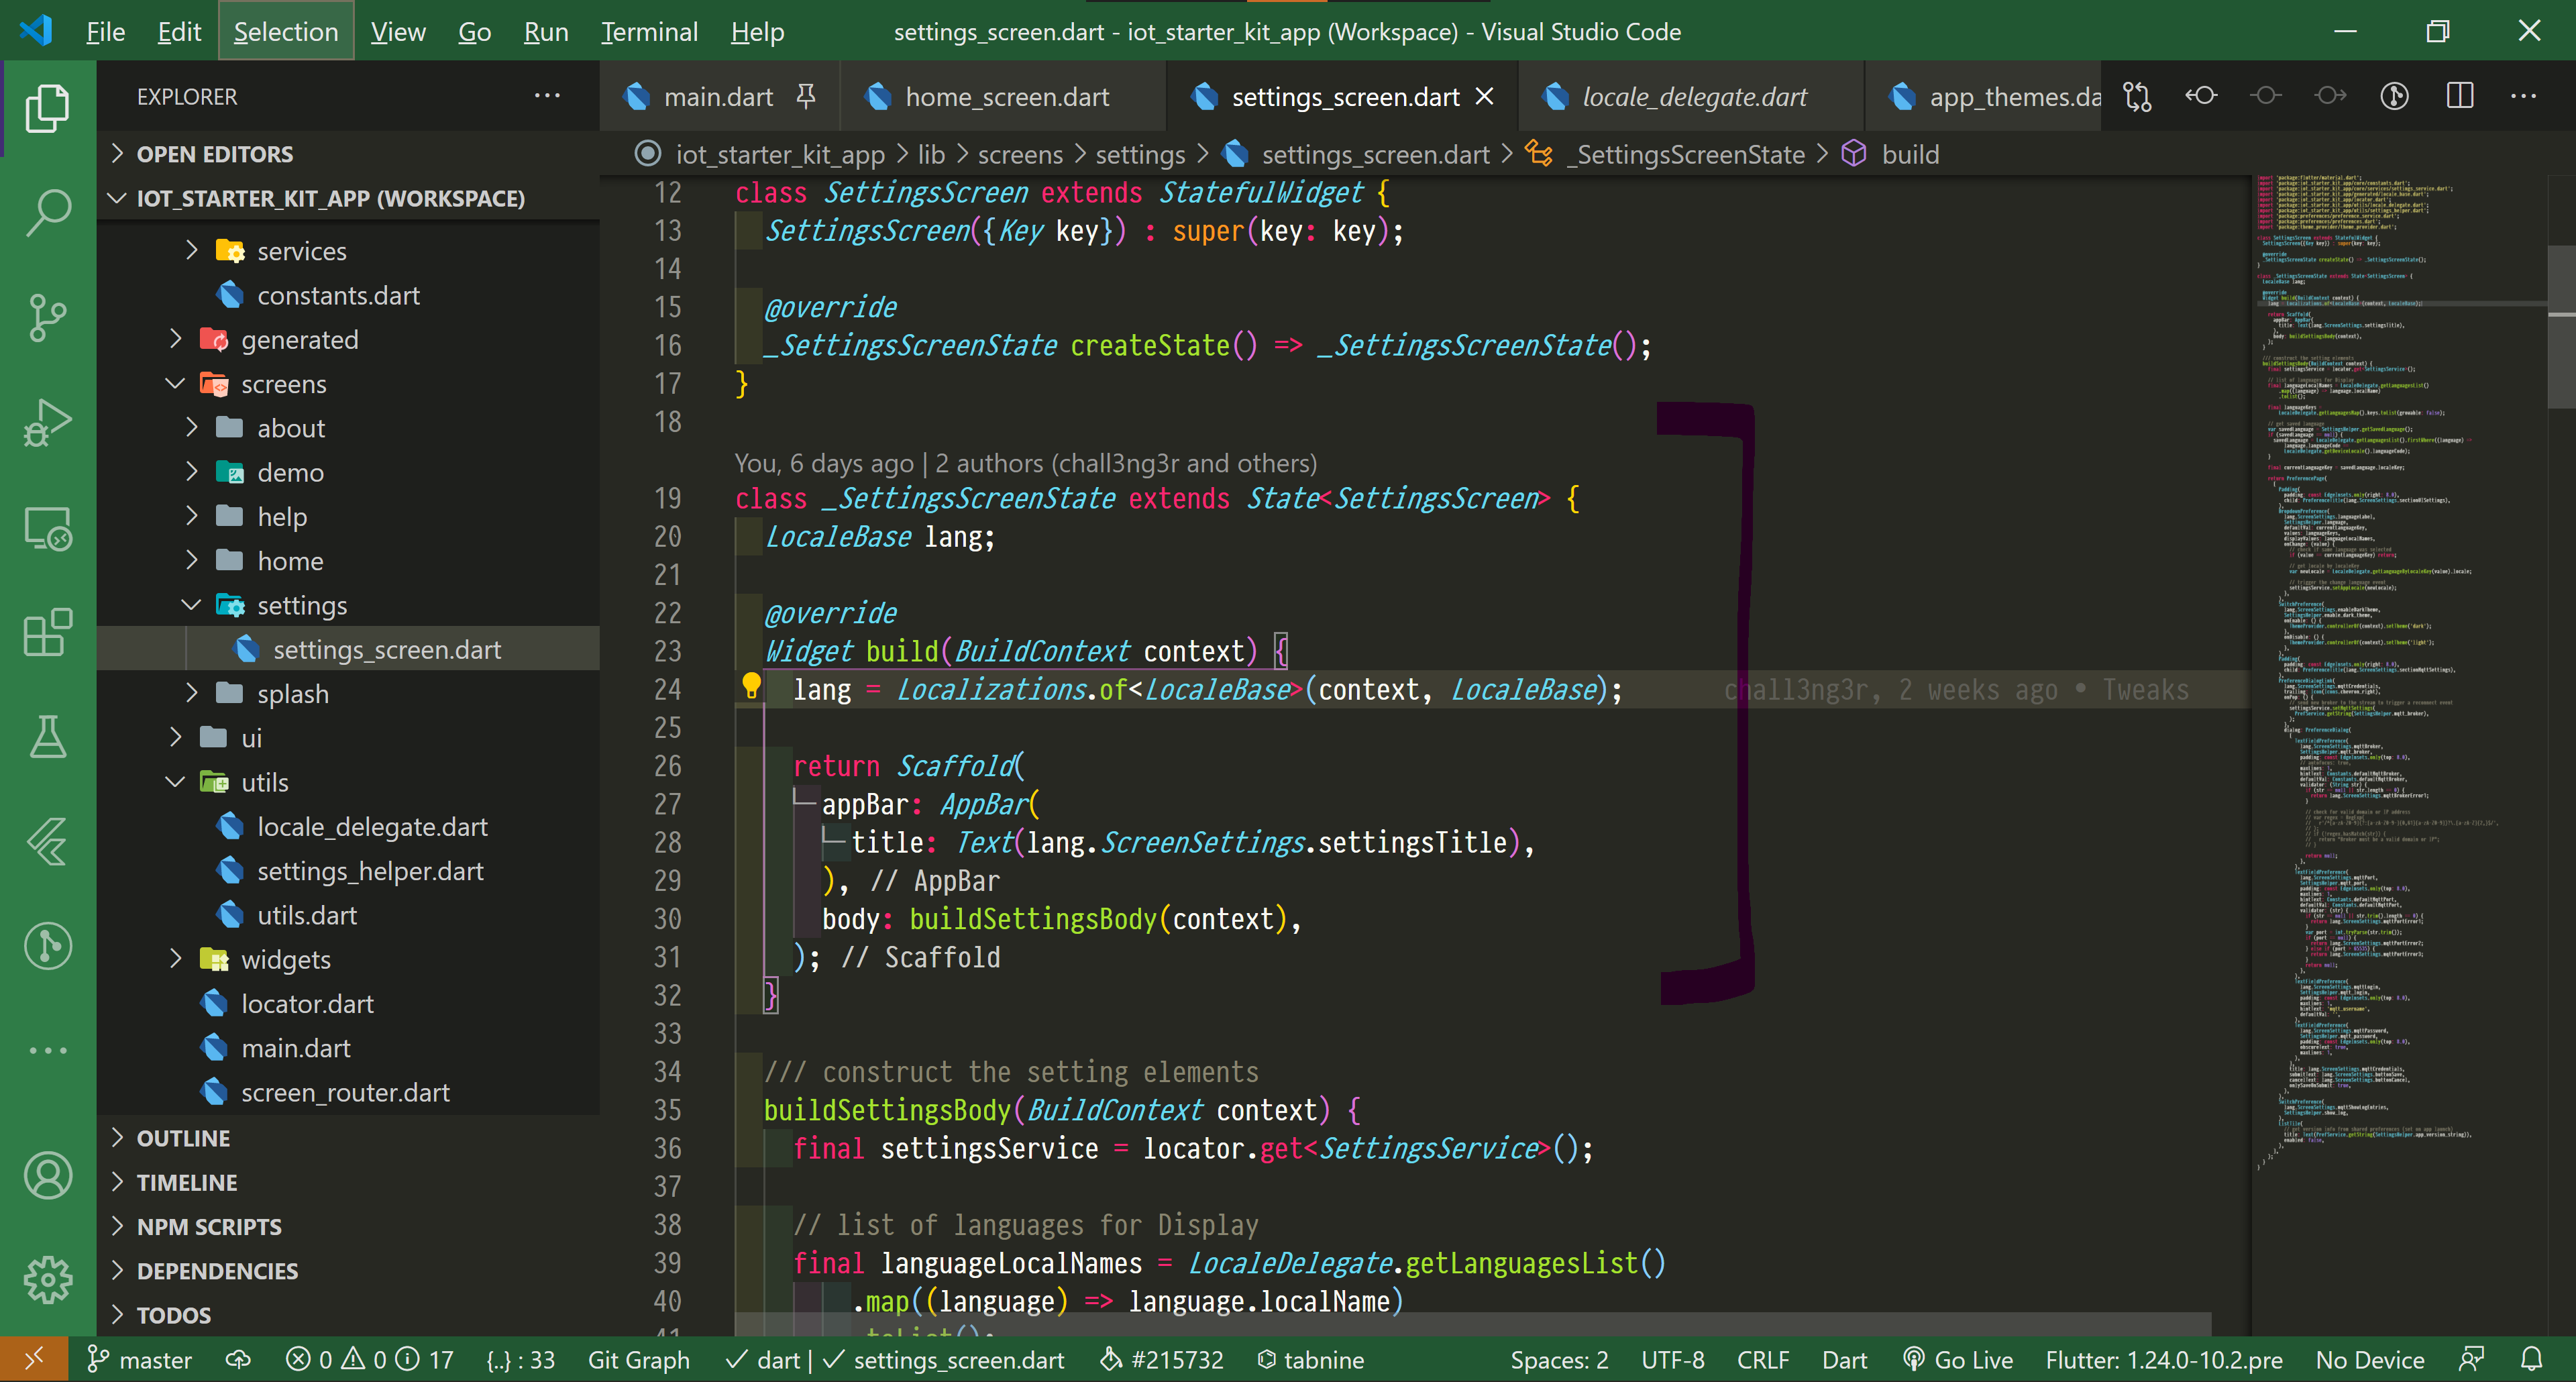 File Edit Selection View Go Run Terminal Help settings_screen.dart - iot_starter_kit_app (Workspace) - Visual Studio Code
EXPLORER
main.dart home_screen.dart settings_screen.dart locale_delegate.dart app_themes.da
OPEN EDITORS
iot_starter_kit_app > lib > screens > settings > settings_screen.dart > _SettingsScreenState > build
IOT_STARTER_KIT_APP (WORKSPACE)
services
constants.dart
generated
screens
about
demo
help
home
settings
settings_screen.dart
splash
ui
utils
locale_delegate.dart
settings_helper.dart
utils.dart
widgets
locator.dart
main.dart
screen_router.dart
OUTLINE
TIMELINE
NPM SCRIPTS
DEPENDENCIES
TODOS
12 class SettingsScreen extends StatefulWidget {
13 SettingsScreen({Key key}) : super(key: key);
14
15 @override
16 _SettingsScreenState createState() => _SettingsScreenState();
17 }
18
You, 6 days ago | 2 authors (chall3ng3r and others)
19 class _SettingsScreenState extends State<SettingsScreen> {
20 LocaleBase lang;
21
22 @override
23 Widget build(BuildContext context) {
24 lang = Localizations.of<LocaleBase>(context, LocaleBase); chall3ng3r, 2 weeks ago • Tweaks
25
26 return Scaffold(
27 appBar: AppBar(
28 title: Text(lang.ScreenSettings.settingsTitle),
29 ), // AppBar
30 body: buildSettingsBody(context),
31 ); // Scaffold
32 }
33
34 /// construct the setting elements
35 buildSettingsBody(BuildContext context) {
36 final settingsService = locator.get<SettingsService>();
37
38 // list of languages for Display
39 final languageLocalNames = LocaleDelegate.getLanguagesList()
40 .map((language) => language.localName)
master 0 0 17 {..} : 33 Git Graph ✓ dart | ✓ settings_screen.dart #215732 tabnine Spaces: 2 UTF-8 CRLF Dart Go Live Flutter: 1.24.0-10.2.pre No Device